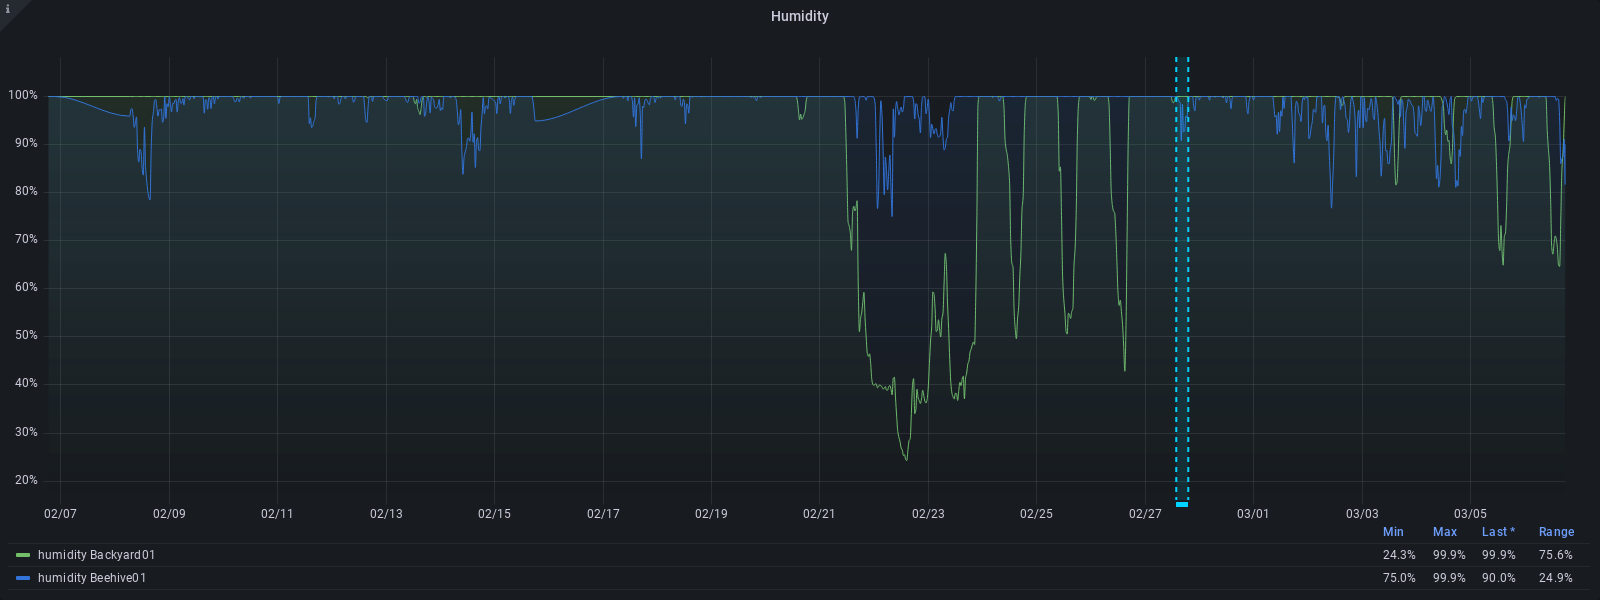 i
Humidity
100%
90%
80%
70%
60%
50%
40%
30%
20%
02/07 02/09 02/11 02/13 02/15 02/17 02/19 02/21 02/23 02/25 02/27 03/01 03/03 03/05
Min Max Last * Range
humidity Backyard01 24.3% 99.9% 99.9% 75.6%
humidity Beehive01 75.0% 99.9% 90.0% 24.9%